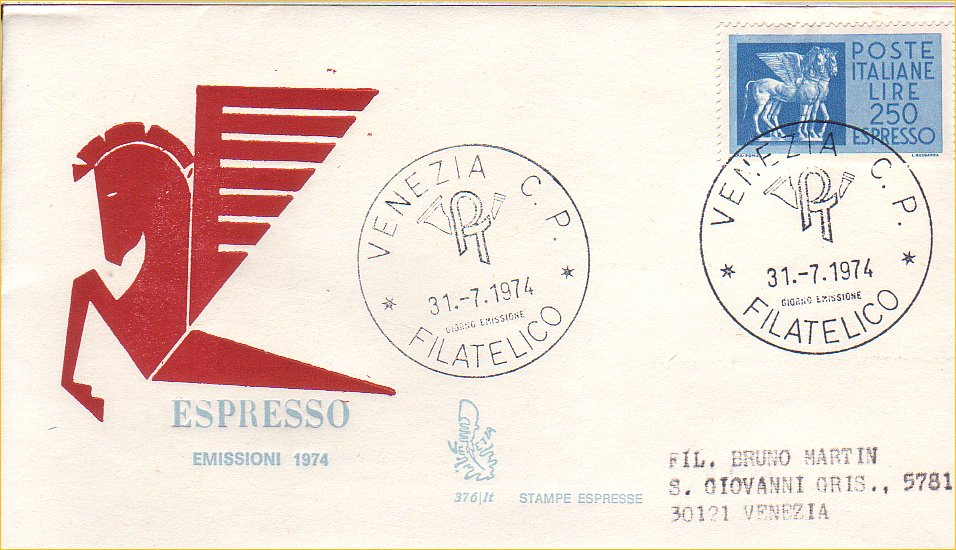 POSTE
ITALIANE
LIRE
250
ESPRESSO
VENEZIA C.P.
31.-7.1974
GIORNO EMISSIONE
FILATELICO
VENEZIA C.P.
31.-7.1974
GIORNO EMISSIONE
FILATELICO
ESPRESSO
EMISSIONI 1974
376/lt STAMPE ESPRESSE
FIL. BRUNO MARTIN
S. GIOVANNI GRIS., 5781
30121 VENEZIA